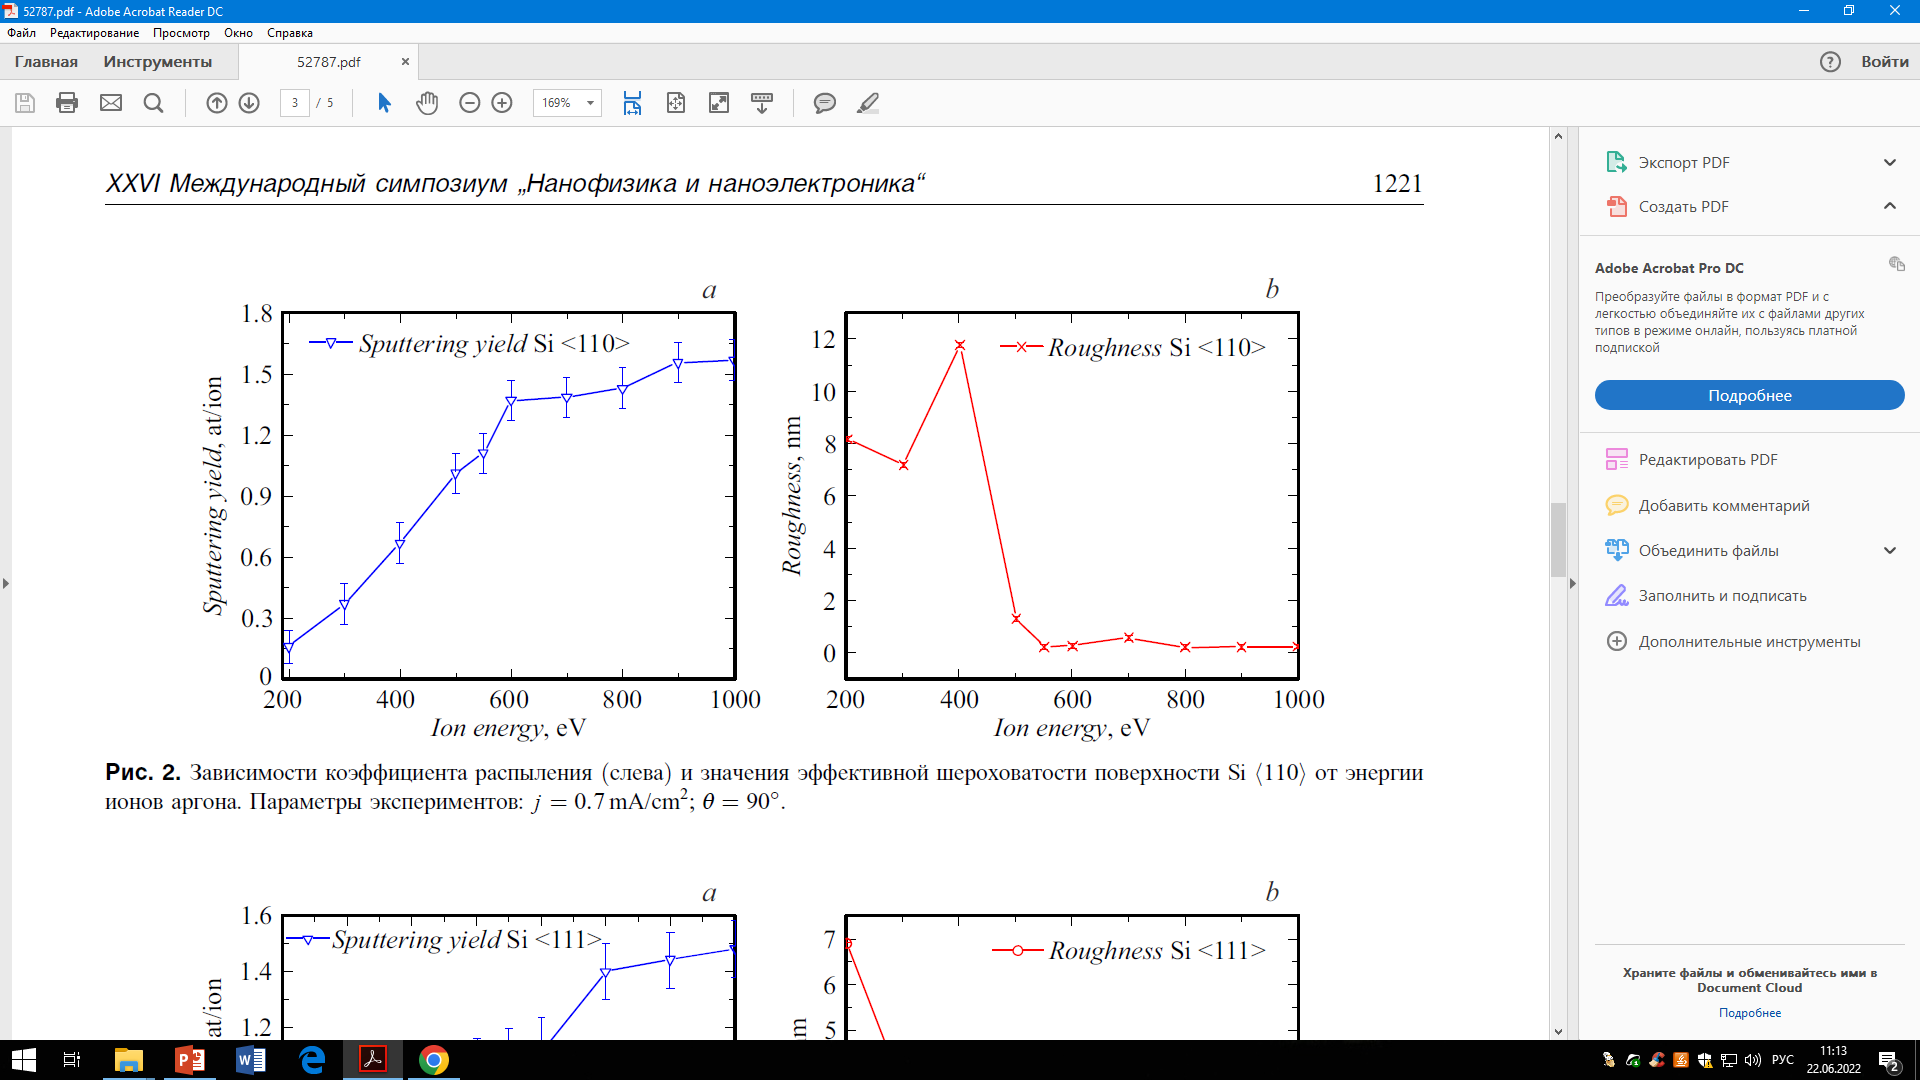 52787.pdf - Adobe Acrobat Reader DC
Файл Редактирование Просмотр Окно Справка
Главная Инструменты 52787.pdf × Войти
3 / 5 169%
XXVI Международный симпозиум „Нанофизика и наноэлектроника“ 1221
a
1.8
1.5
1.2
0.9
0.6
0.3
0
Sputtering yield, at/ion
Sputtering yield Si <110>
200 400 600 800 1000
Ion energy, eV
b
12
10
8
6
4
2
0
Roughness, nm
Roughness Si <110>
200 400 600 800 1000
Ion energy, eV
Рис. 2. Зависимости коэффициента распыления (слева) и значения эффективной шероховатости поверхности Si ⟨110⟩ от энергии
ионов аргона. Параметры экспериментов: j = 0.7 mA/cm²; θ = 90°.
a
1.6
1.4
1.2
at/ion
Sputtering yield Si <111>
b
7
6
5
Roughness Si <111>
Экспорт PDF
Создать PDF
Adobe Acrobat Pro DC
Преобразуйте файлы в формат PDF и с
легкостью объединяйте их с файлами других
типов в режиме онлайн, пользуясь платной
подпиской
Подробнее
Редактировать PDF
Добавить комментарий
Объединить файлы
Заполнить и подписать
Дополнительные инструменты
Храните файлы и обменивайтесь ими в
Document Cloud
Подробнее
РУС
11:13
22.06.2022
2